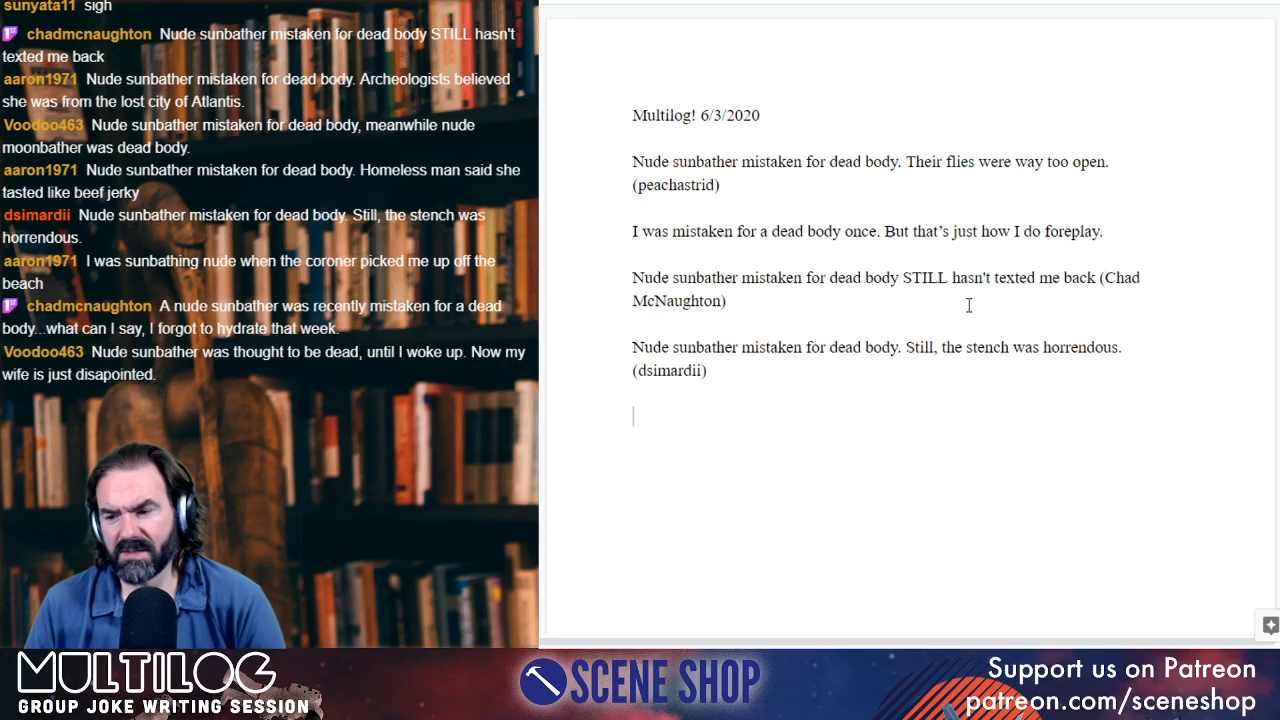 sunyata11 sigh
chadmcnaughton Nude sunbather mistaken for dead body STILL hasn't
texted me back
aaron1971 Nude sunbather mistaken for dead body. Archeologists believed
she was from the lost city of Atlantis.
Voodoo463 Nude sunbather mistaken for dead body, meanwhile nude
moonbather was dead body.
aaron1971 Nude sunbather mistaken for dead body. Homeless man said she
tasted like beef jerky
dsimardii Nude sunbather mistaken for dead body. Still, the stench was
horrendous.
aaron1971 I was sunbathing nude when the coroner picked me up off the
beach
chadmcnaughton A nude sunbather was recently mistaken for a dead
body...what can I say, I forgot to hydrate that week.
Voodoo463 Nude sunbather was thought to be dead, until I woke up. Now my
wife is just disapointed.
Multilog! 6/3/2020
Nude sunbather mistaken for dead body. Their flies were way too open.
(peachastrid)
I was mistaken for a dead body once. But that's just how I do foreplay.
Nude sunbather mistaken for dead body STILL hasn't texted me back (Chad
McNaughton)
Nude sunbather mistaken for dead body. Still, the stench was horrendous.
(dsimardii)
MULTILOG
GROUP JOKE WRITING SESSION
SCENE SHOP
Support us on Patreon
patreon.com/sceneshop